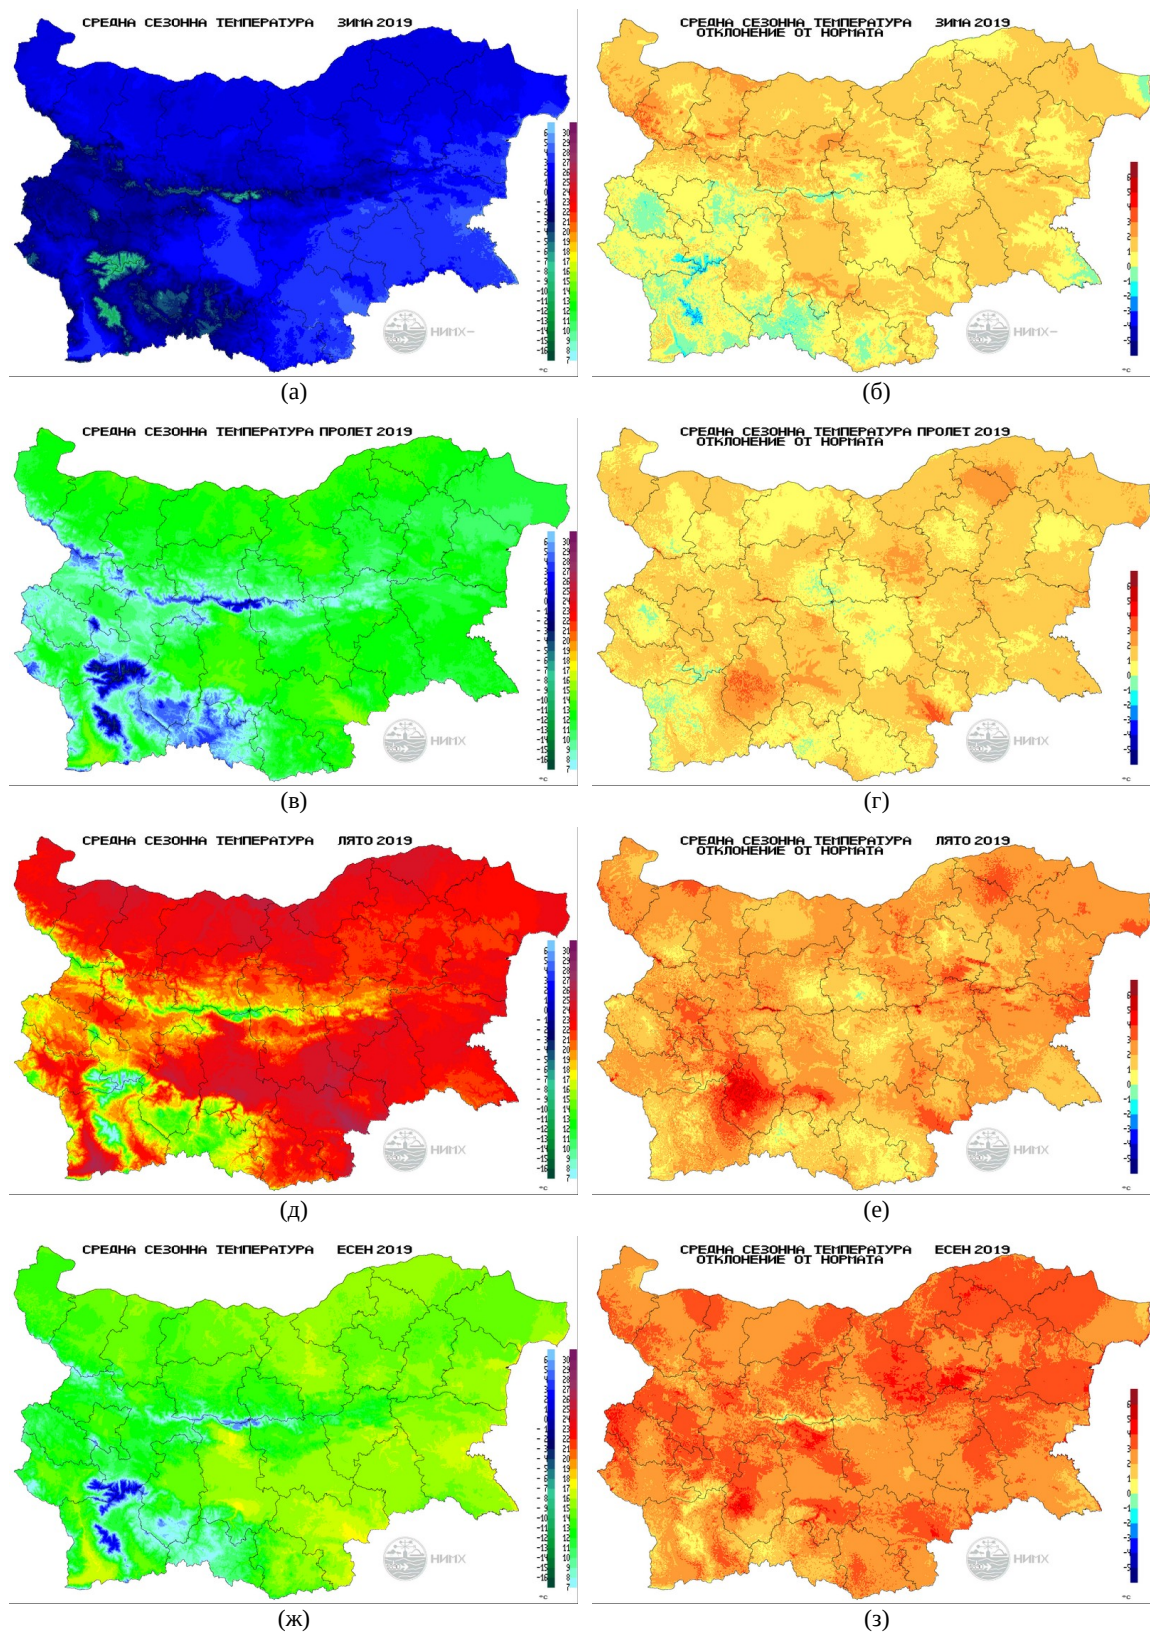 СРЕДНА СЕЗОННА ТЕМПЕРАТУРА ЗИМА 2019
НИМХ-
°C
(а)
СРЕДНА СЕЗОННА ТЕМПЕРАТУРА ЗИМА 2019
ОТКЛОНЕНИЕ ОТ НОРМАТА
НИМХ-
°C
(б)
СРЕДНА СЕЗОННА ТЕМПЕРАТУРА ПРОЛЕТ 2019
НИМХ
°C
(в)
СРЕДНА СЕЗОННА ТЕМПЕРАТУРА ПРОЛЕТ 2019
ОТКЛОНЕНИЕ ОТ НОРМАТА
НИМХ
°C
(г)
СРЕДНА СЕЗОННА ТЕМПЕРАТУРА ЛЯТО 2019
НИМХ
°C
(д)
СРЕДНА СЕЗОННА ТЕМПЕРАТУРА ЛЯТО 2019
ОТКЛОНЕНИЕ ОТ НОРМАТА
НИМХ
°C
(е)
СРЕДНА СЕЗОННА ТЕМПЕРАТУРА ЕСЕН 2019
НИМХ
°C
(ж)
СРЕДНА СЕЗОННА ТЕМПЕРАТУРА ЕСЕН 2019
ОТКЛОНЕНИЕ ОТ НОРМАТА
НИМХ
°C
(з)